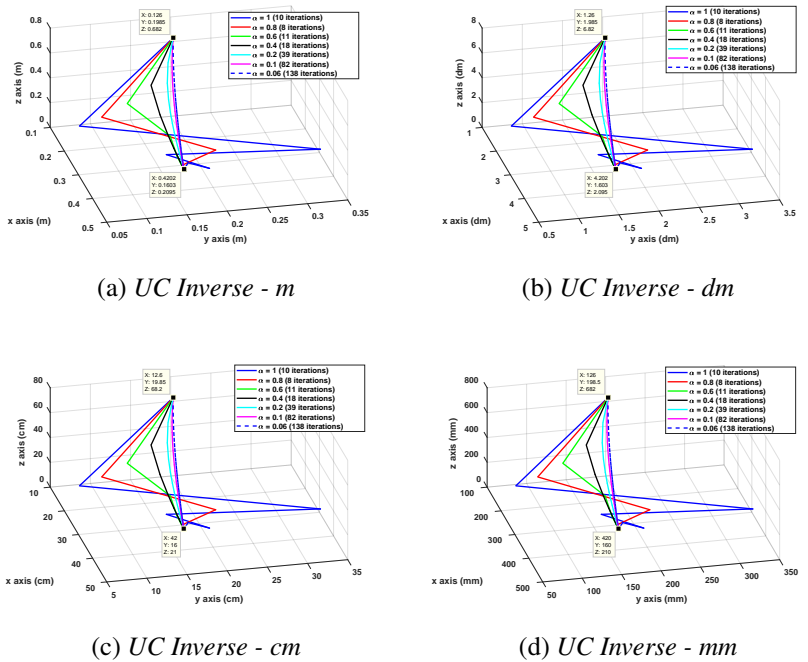 X: 0.126
Y: 0.1985
Z: 0.682
α = 1 (10 iterations)
α = 0.8 (8 iterations)
α = 0.6 (11 iterations)
α = 0.4 (18 iterations)
α = 0.2 (39 iterations)
α = 0.1 (82 iterations)
α = 0.06 (138 iterations)
0.8
0.6
0.4
0.2
0
z axis (m)
0.1
0.2
0.3
0.4
0.5
x axis (m)
X: 0.4202
Y: 0.1603
Z: 0.2095
0.05
0.1
0.15
0.2
0.25
0.3
0.35
y axis (m)
(a) UC Inverse - m
X: 1.26
Y: 1.985
Z: 6.82
α = 1 (10 iterations)
α = 0.8 (8 iterations)
α = 0.6 (11 iterations)
α = 0.4 (18 iterations)
α = 0.2 (39 iterations)
α = 0.1 (82 iterations)
α = 0.06 (138 iterations)
8
6
4
2
0
z axis (dm)
1
2
3
4
5
x axis (dm)
X: 4.202
Y: 1.603
Z: 2.095
0.5
1
1.5
2
2.5
3
3.5
y axis (dm)
(b) UC Inverse - dm
X: 12.6
Y: 19.85
Z: 68.2
α = 1 (10 iterations)
α = 0.8 (8 iterations)
α = 0.6 (11 iterations)
α = 0.4 (18 iterations)
α = 0.2 (39 iterations)
α = 0.1 (82 iterations)
α = 0.06 (138 iterations)
80
60
40
20
0
z axis (cm)
10
20
30
40
50
x axis (cm)
X: 42
Y: 16
Z: 21
5
10
15
20
25
30
35
y axis (cm)
(c) UC Inverse - cm
X: 126
Y: 198.5
Z: 682
α = 1 (10 iterations)
α = 0.8 (8 iterations)
α = 0.6 (11 iterations)
α = 0.4 (18 iterations)
α = 0.2 (39 iterations)
α = 0.1 (82 iterations)
α = 0.06 (138 iterations)
800
600
400
200
0
z axis (mm)
100
200
300
400
500
x axis (mm)
X: 420
Y: 160
Z: 210
50
100
150
200
250
300
350
y axis (mm)
(d) UC Inverse - mm